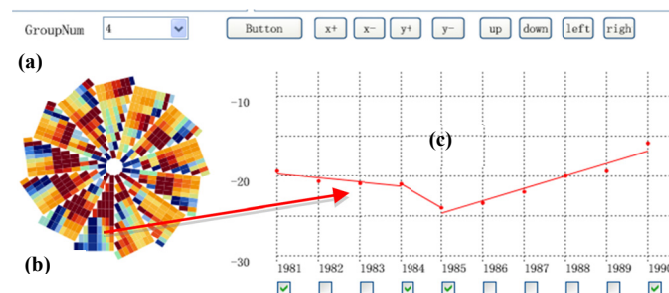 GroupNum 4 Button x+ x- y+ y- up down left righ
(a)
-10
(c)
-20
(b)
-30
1981 1982 1983 1984 1985 1986 1987 1988 1989 1990